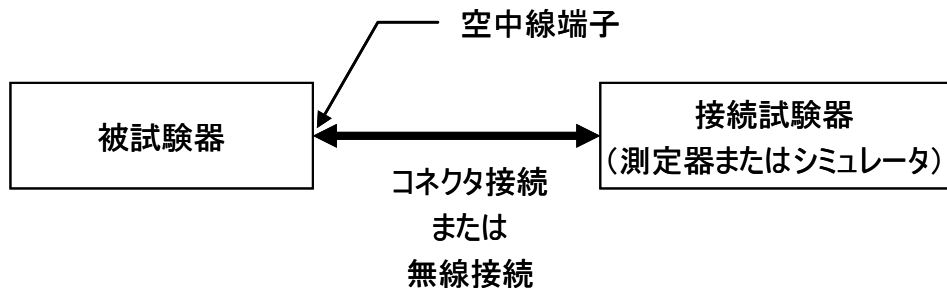 空中線端子
被試験器
接続試験器
（測定器またはシミュレータ）
コネクタ接続
または
無線接続